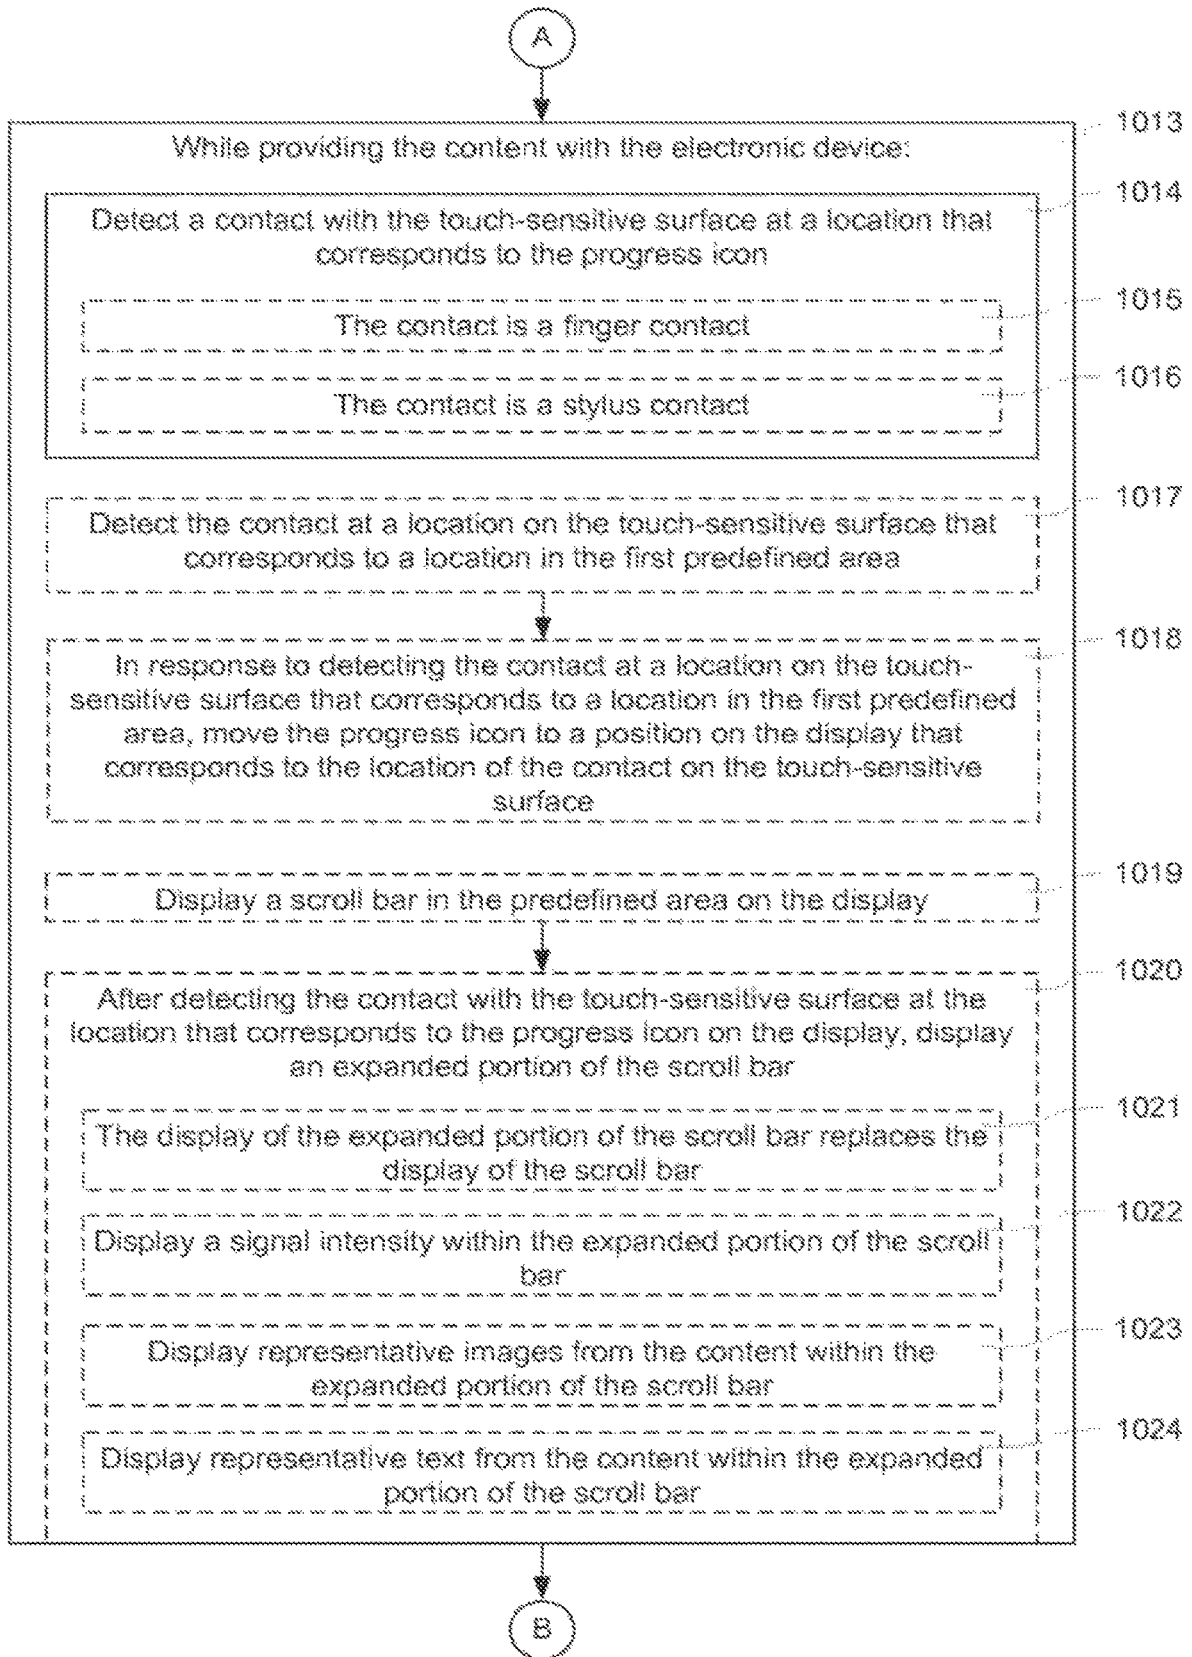 A
1013
While providing the content with the electronic device:
1014
Detect a contact with the touch-sensitive surface at a location that
corresponds to the progress icon
1015
The contact is a finger contact
1016
The contact is a stylus contact
1017
Detect the contact at a location on the touch-sensitive surface that
corresponds to a location in the first predefined area
1018
In response to detecting the contact at a location on the touch-
sensitive surface that corresponds to a location in the first predefined
area, move the progress icon to a position on the display that
corresponds to the location of the contact on the touch-sensitive
surface
1019
Display a scroll bar in the predefined area on the display
1020
After detecting the contact with the touch-sensitive surface at the
location that corresponds to the progress icon on the display, display
an expanded portion of the scroll bar
1021
The display of the expanded portion of the scroll bar replaces the
display of the scroll bar
1022
Display a signal intensity within the expanded portion of the scroll
bar
1023
Display representative images from the content within the
expanded portion of the scroll bar
1024
Display representative text from the content within the expanded
portion of the scroll bar
B